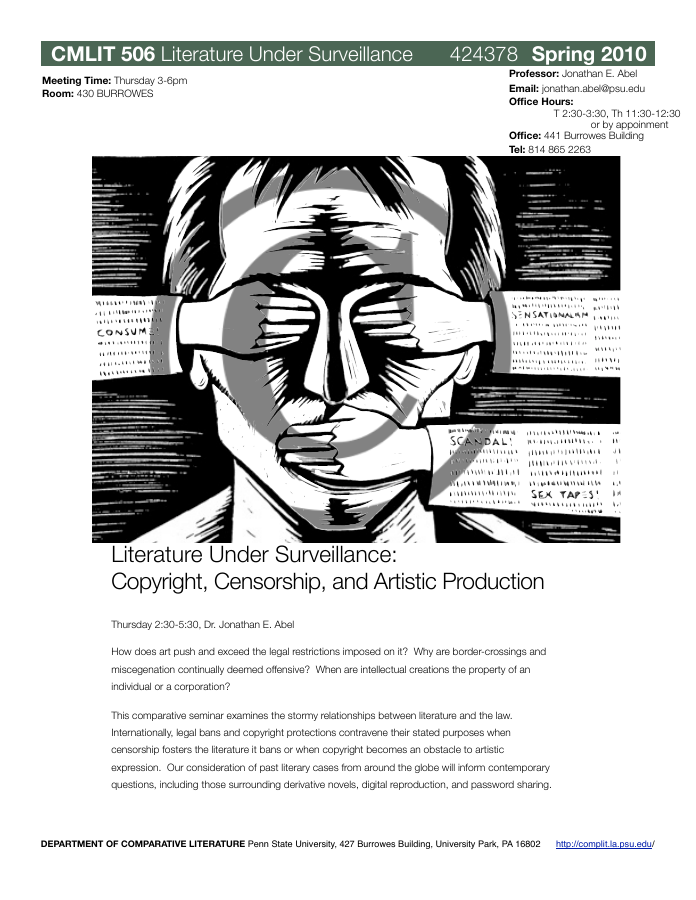 CMLIT 506 Literature Under Surveillance 424378 Spring 2010
Meeting Time: Thursday 3-6pm
Room: 430 BURROWES
Professor: Jonathan E. Abel
Email: jonathan.abel@psu.edu
Office Hours:
T 2:30-3:30, Th 11:30-12:30
or by appoinment
Office: 441 Burrowes Building
Tel: 814 865 2263
©
CONSUME
SENSATIONALISM
SCANDAL!
SEX TAPES!
Literature Under Surveillance:
Copyright, Censorship, and Artistic Production
Thursday 2:30-5:30, Dr. Jonathan E. Abel
How does art push and exceed the legal restrictions imposed on it? Why are border-crossings and
miscegenation continually deemed offensive? When are intellectual creations the property of an
individual or a corporation?
This comparative seminar examines the stormy relationships between literature and the law.
Internationally, legal bans and copyright protections contravene their stated purposes when
censorship fosters the literature it bans or when copyright becomes an obstacle to artistic
expression. Our consideration of past literary cases from around the globe will inform contemporary
questions, including those surrounding derivative novels, digital reproduction, and password sharing.
DEPARTMENT OF COMPARATIVE LITERATURE Penn State University, 427 Burrowes Building, University Park, PA 16802 http://complit.la.psu.edu/